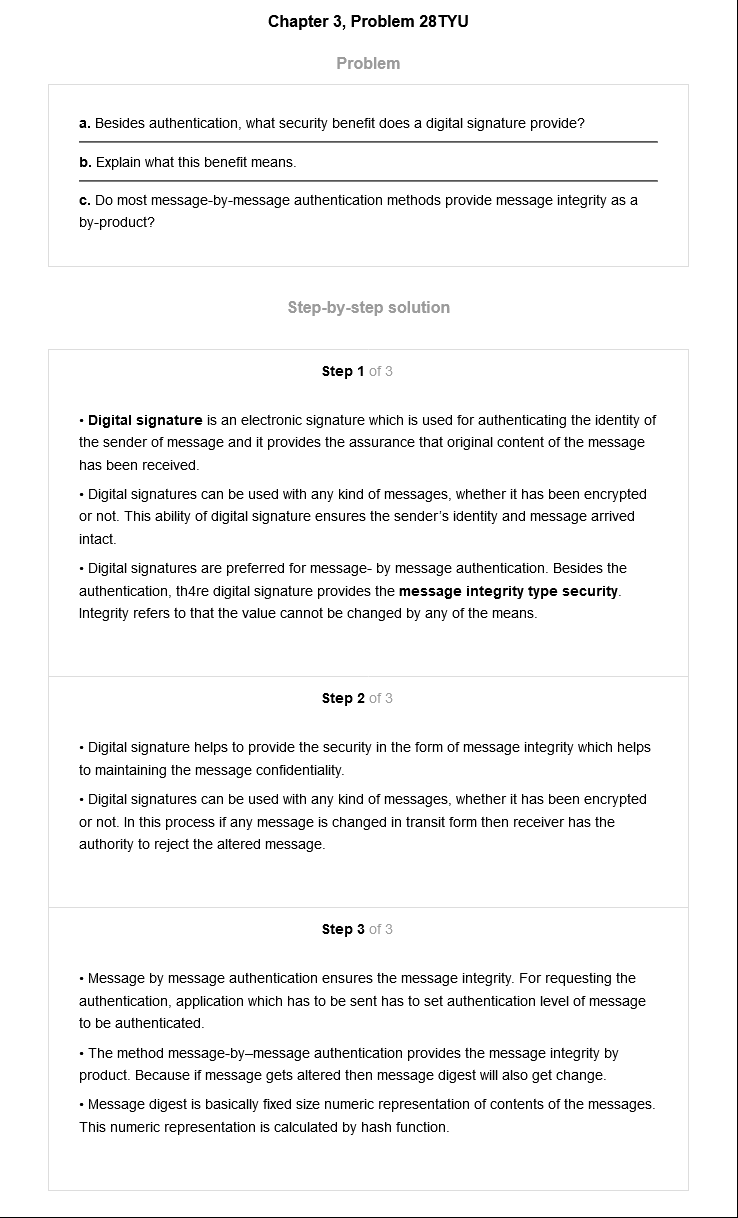 Chapter 3, Problem 28TYU
Problem
a. Besides authentication, what security benefit does a digital signature provide?
b. Explain what this benefit means.
c. Do most message-by-message authentication methods provide message integrity as a
by-product?
Step-by-step solution
Step 1 of 3
• Digital signature is an electronic signature which is used for authenticating the identity of
the sender of message and it provides the assurance that original content of the message
has been received.
• Digital signatures can be used with any kind of messages, whether it has been encrypted
or not. This ability of digital signature ensures the sender’s identity and message arrived
intact.
• Digital signatures are preferred for message- by message authentication. Besides the
authentication, th4re digital signature provides the message integrity type security.
Integrity refers to that the value cannot be changed by any of the means.
Step 2 of 3
• Digital signature helps to provide the security in the form of message integrity which helps
to maintaining the message confidentiality.
• Digital signatures can be used with any kind of messages, whether it has been encrypted
or not. In this process if any message is changed in transit form then receiver has the
authority to reject the altered message.
Step 3 of 3
• Message by message authentication ensures the message integrity. For requesting the
authentication, application which has to be sent has to set authentication level of message
to be authenticated.
• The method message-by–message authentication provides the message integrity by
product. Because if message gets altered then message digest will also get change.
• Message digest is basically fixed size numeric representation of contents of the messages.
This numeric representation is calculated by hash function.